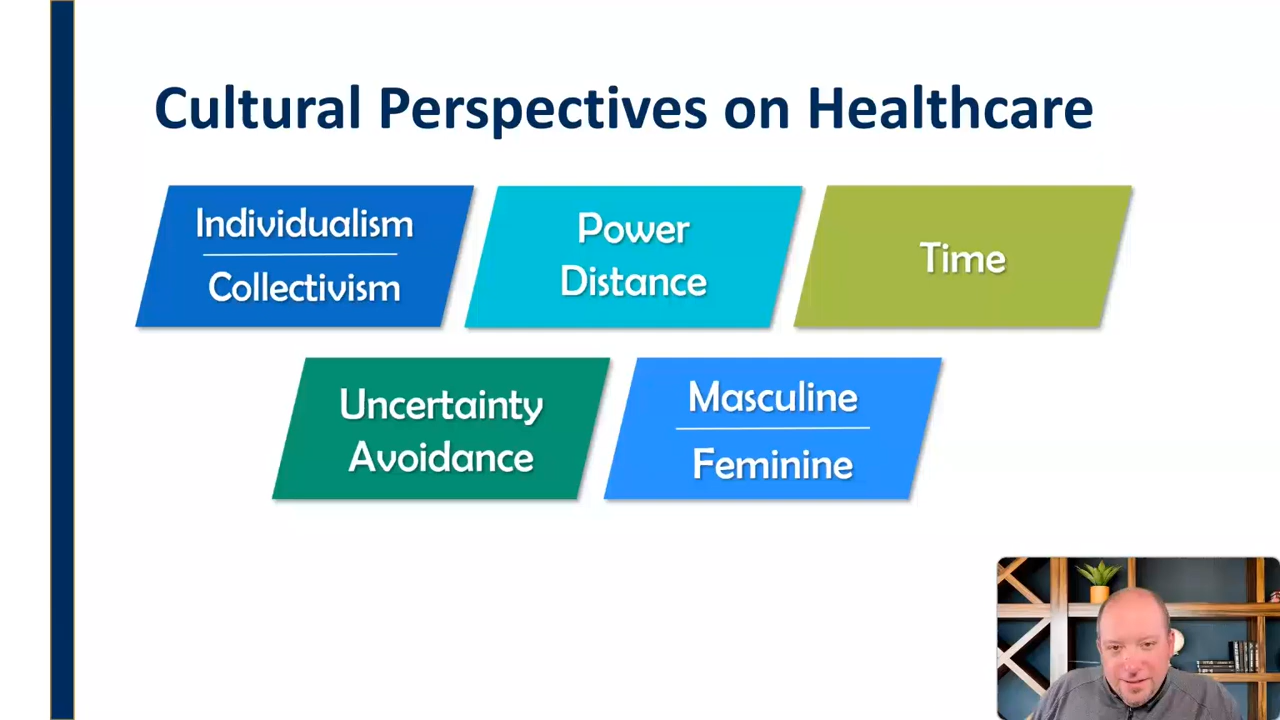 Cultural Perspectives on Healthcare
Individualism
Collectivism
Power
Distance
Time
Uncertainty
Avoidance
Masculine
Feminine